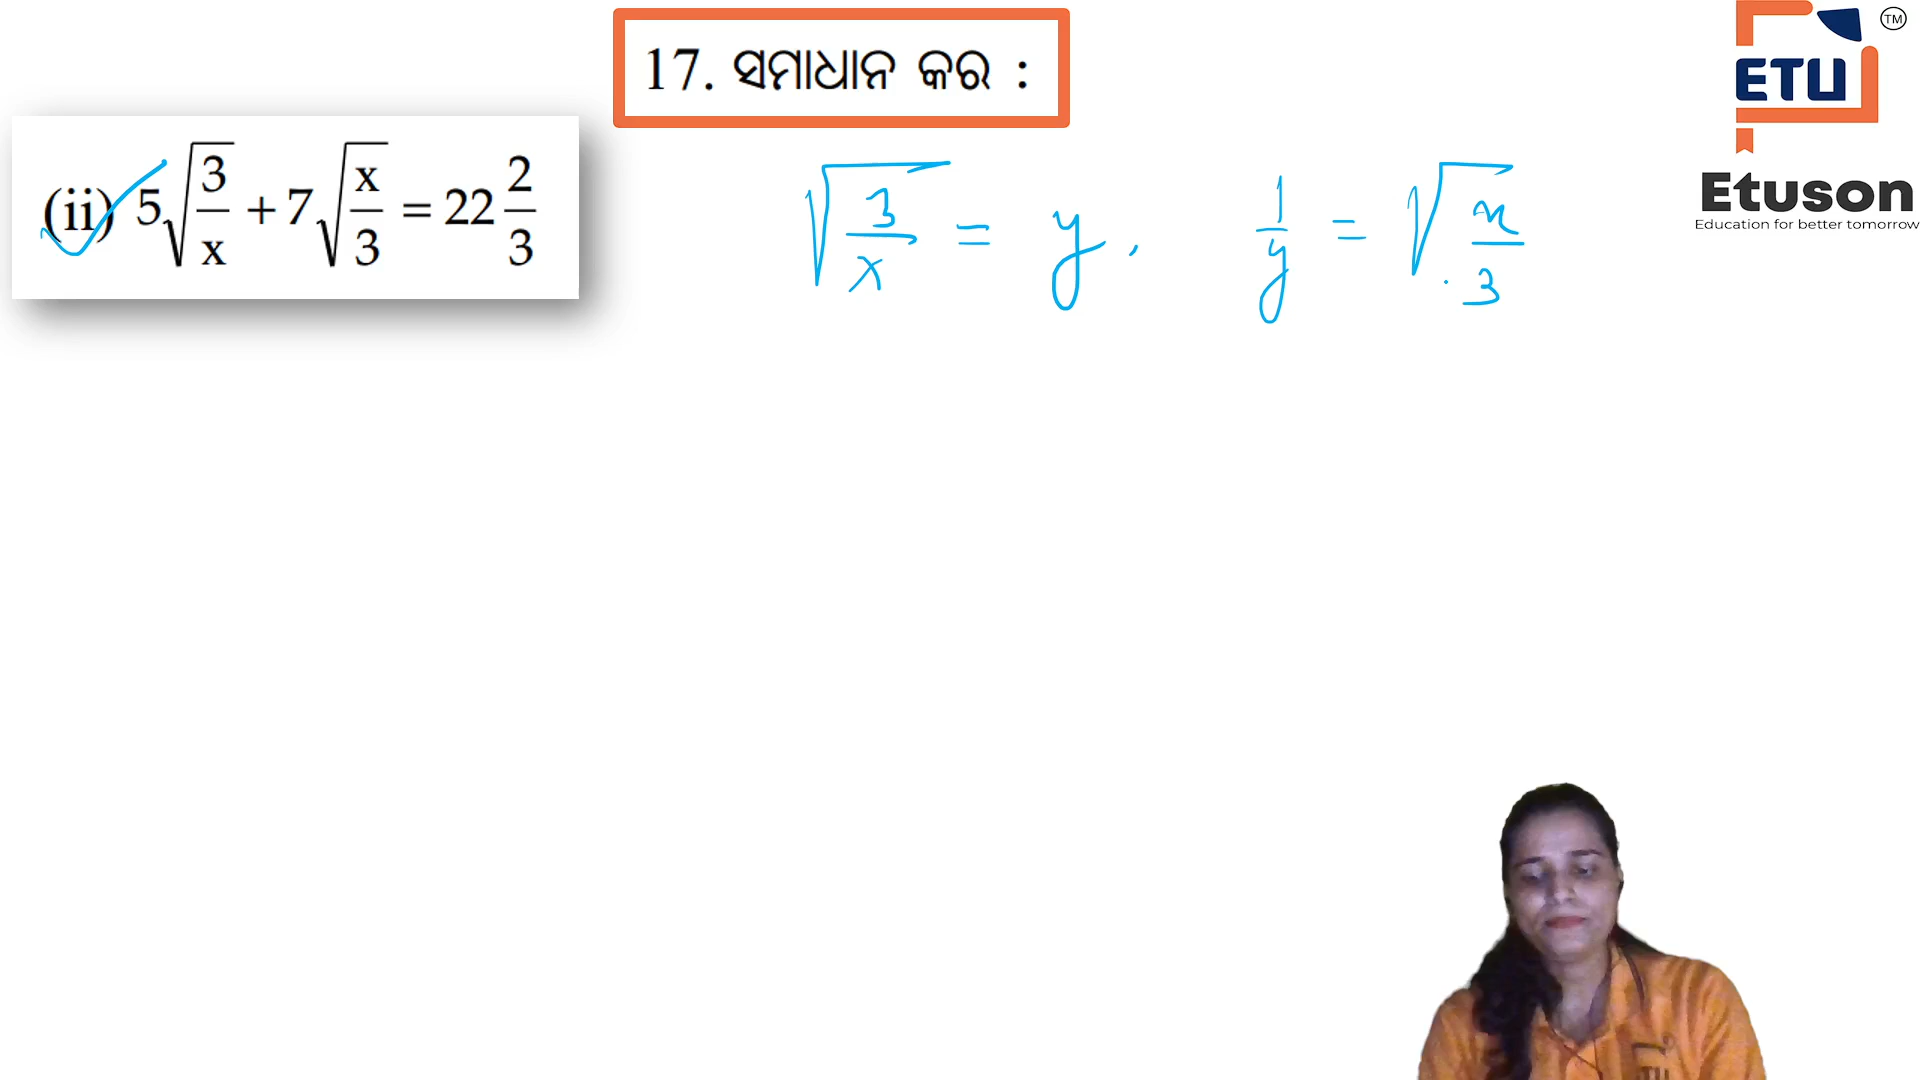 17. ସମାଧାନ କର :
(ii) 5√(3/x) + 7√(x/3) = 22 2/3
√(3/x) = y , 1/y = √(x/3)
ETU
TM
Etuson
Education for better tomorrow